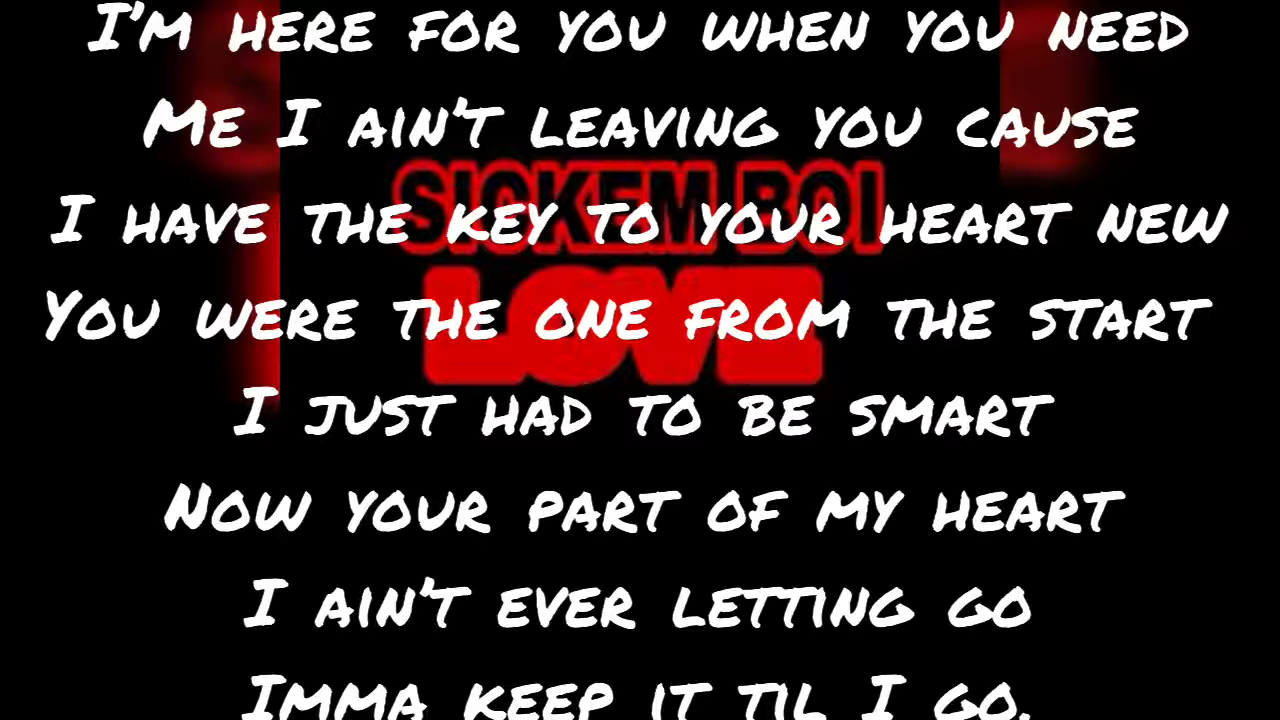 I'm here for you when you need
Me I ain't leaving you cause
I have the key to your heart new
You were the one from the start
I just had to be smart
Now your part of my heart
I ain't ever letting go
Imma keep it til I go.
SICKEM BOI
LOVE